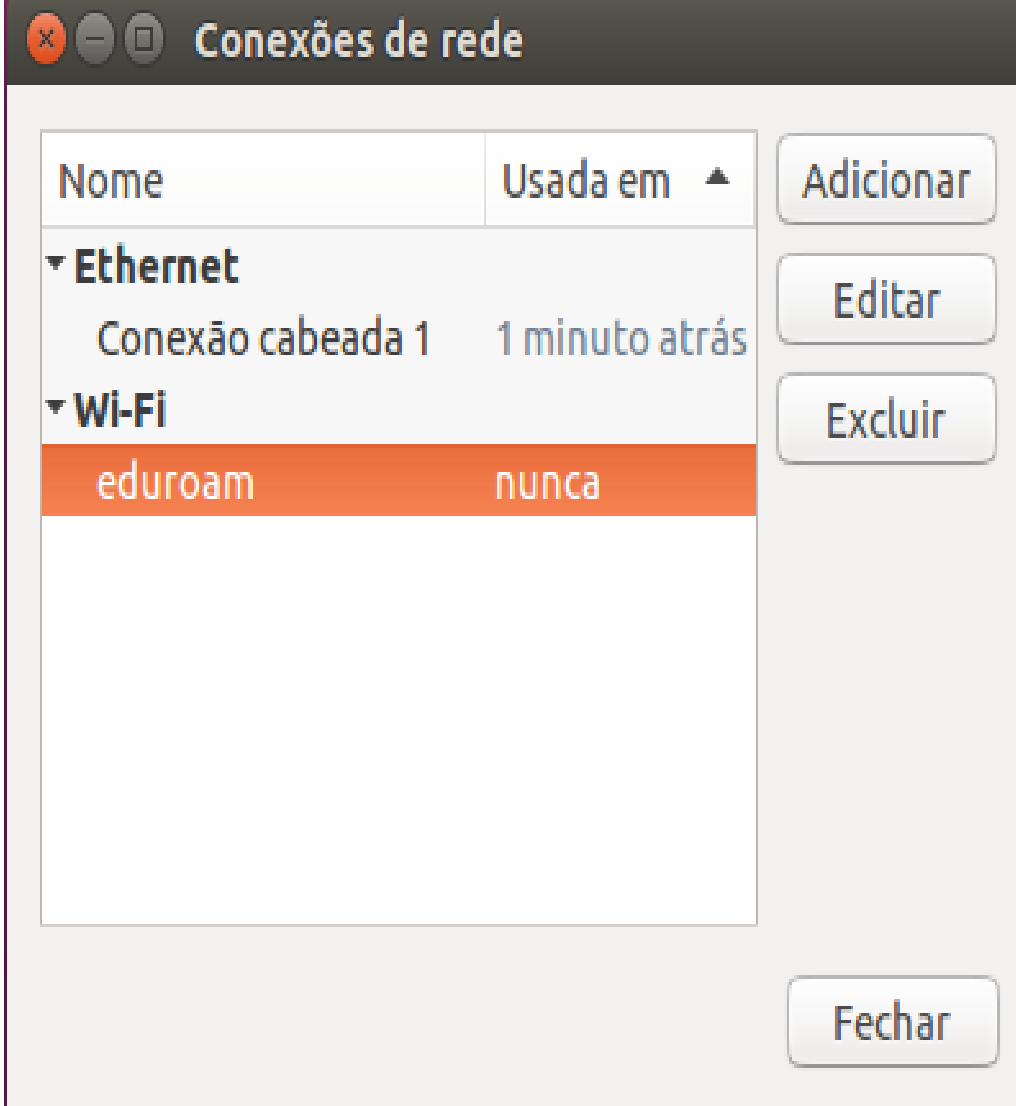 Conexões de rede
Nome Usada em Adicionar
Ethernet Editar
Conexão cabeada 1 1 minuto atrás
Wi-Fi Excluir
eduroam nunca
Fechar